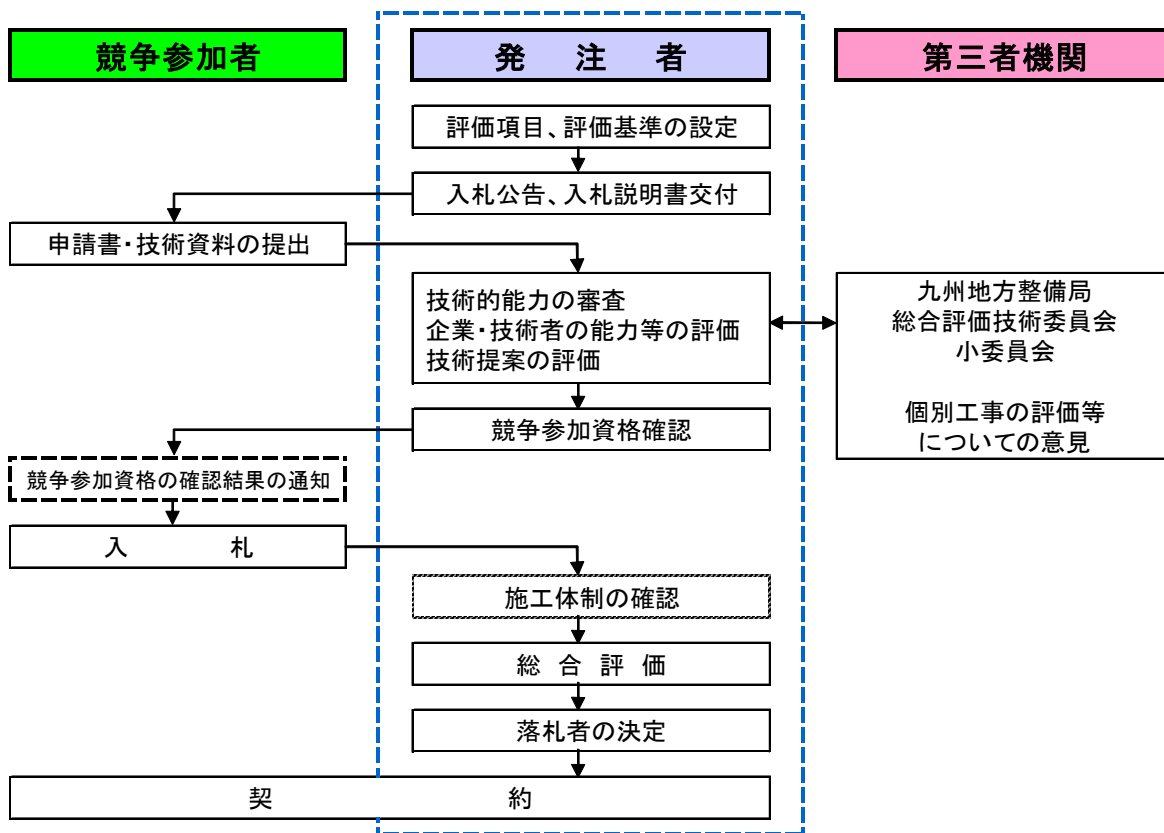 競争参加者
発注者
第三者機関
評価項目、評価基準の設定
入札公告、入札説明書交付
申請書・技術資料の提出
技術的能力の審査
企業・技術者の能力等の評価
技術提案の評価
九州地方整備局
総合評価技術委員会
小委員会
個別工事の評価等
についての意見
競争参加資格確認
競争参加資格の確認結果の通知
入札
施工体制の確認
総合評価
落札者の決定
契約